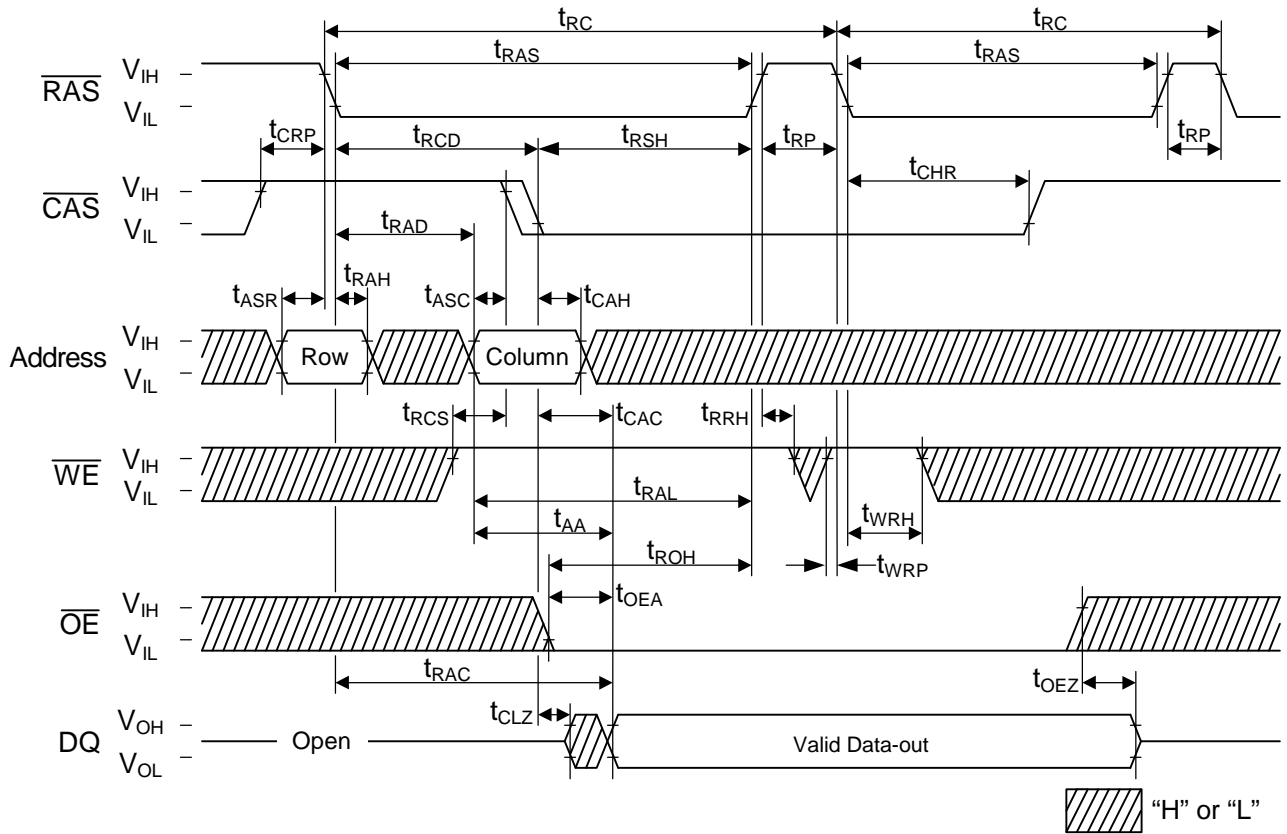 tRC tRC
tRAS tRAS
RAS VIH
VIL
tCRP tRCD tRSH tRP tRP
tCHR
CAS VIH
VIL
tRAD
tRAH
tASR tASC tCAH
Address VIH
VIL
Row Column
tRCS tCAC tRRH
WE VIH
VIL
tRAL
tAA tWRH
tROH tWRP
tOEA
OE VIH
VIL
tRAC
tOEZ
tCLZ
DQ VOH
VOL
Open Valid Data-out
“H” or “L”